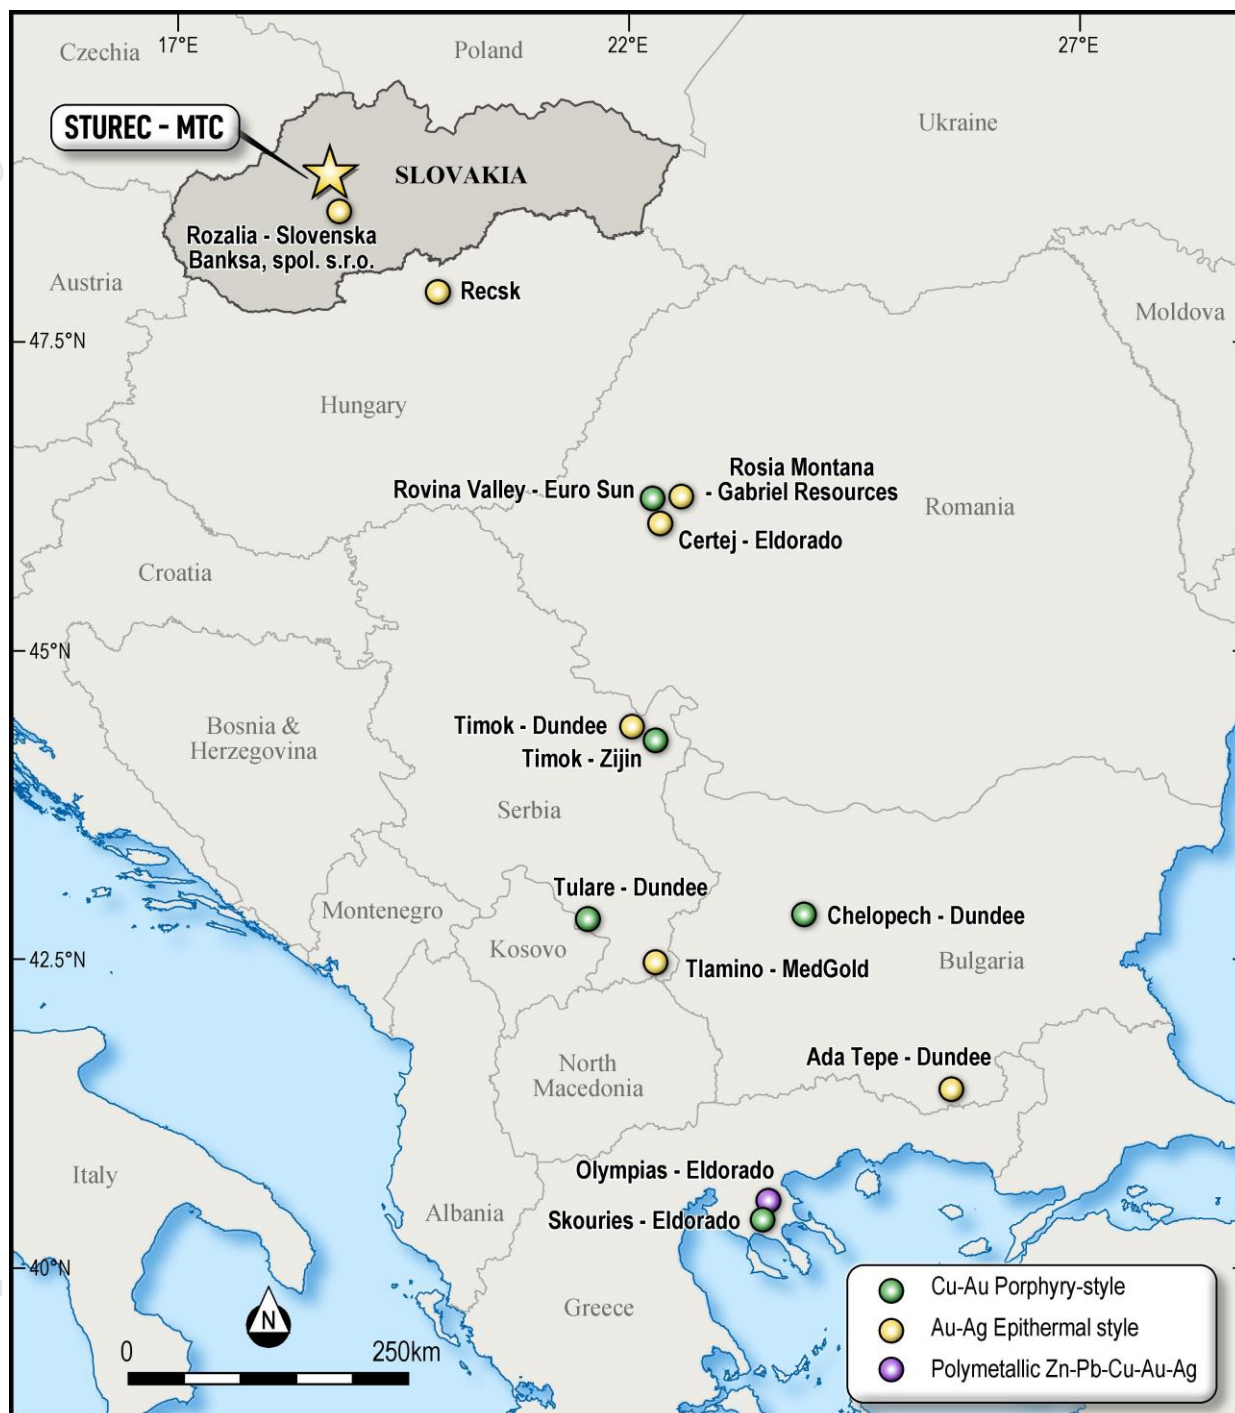 17°E
22°E
27°E
Czechia
Poland
Ukraine
STUREC - MTC
SLOVAKIA
Rozalia - Slovenska
Banksa, spol. s.r.o.
Austria
Recsk
Moldova
47.5°N
Hungary
Rosia Montana
- Gabriel Resources
Rovina Valley - Euro Sun
Romania
Certej - Eldorado
Croatia
45°N
Bosnia &
Herzegovina
Timok - Dundee
Timok - Zijin
Serbia
Tulare - Dundee
Montenegro
Chelopech - Dundee
Kosovo
42.5°N
Tlamino - MedGold
Bulgaria
Ada Tepe - Dundee
North
Macedonia
Italy
Olympias - Eldorado
Albania
Skouries - Eldorado
40°N
Greece
N
0
250km
Cu-Au Porphyry-style
Au-Ag Epithermal style
Polymetallic Zn-Pb-Cu-Au-Ag